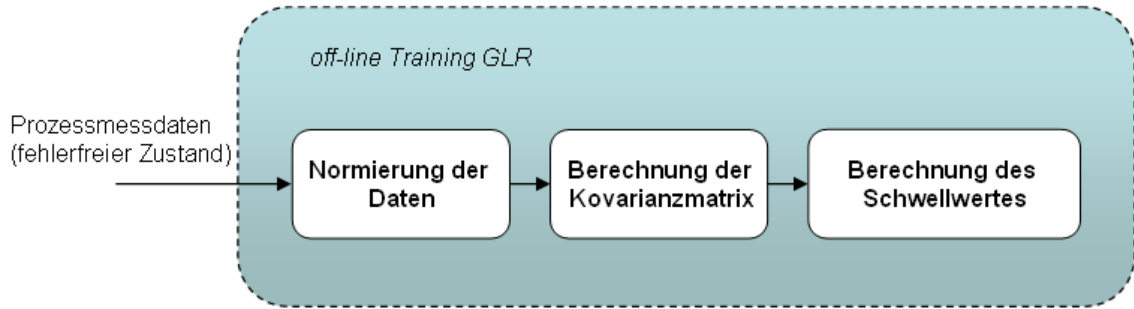 off-line Training GLR
Prozessmessdaten
(fehlerfreier Zustand)
Normierung der
Daten
Berechnung der
Kovarianzmatrix
Berechnung des
Schwellwertes